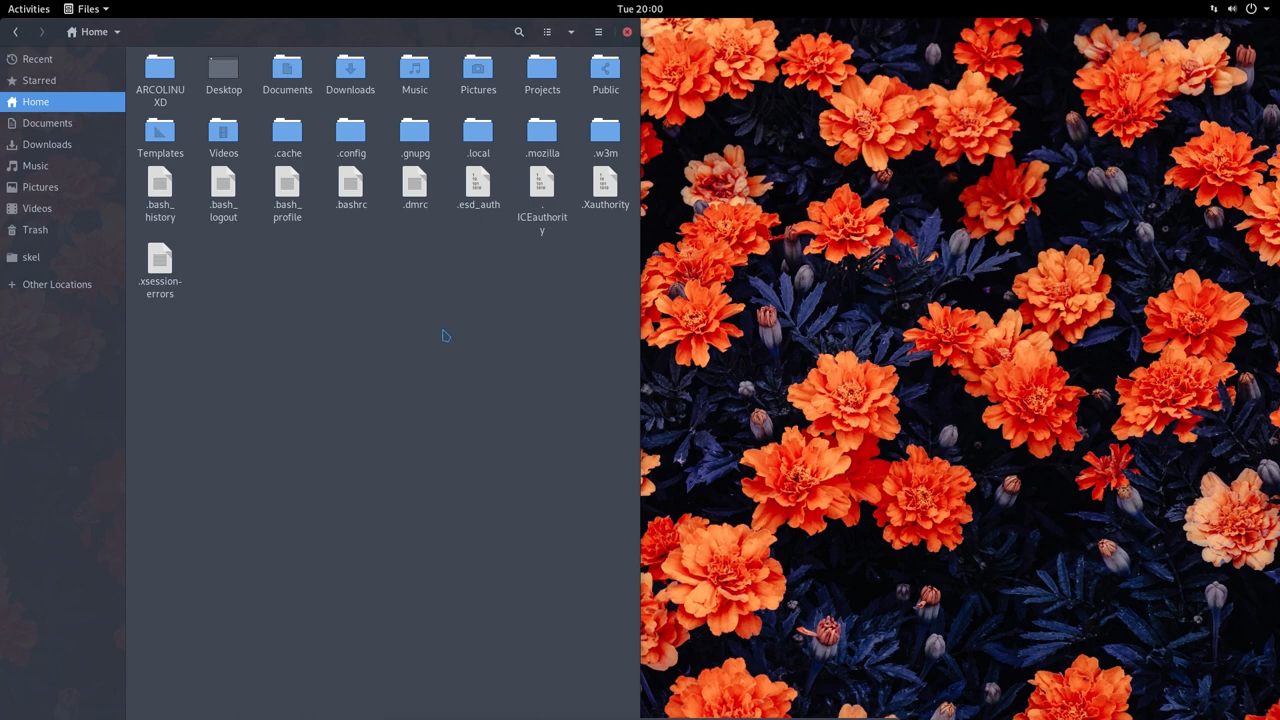 Activities Files Tue 20:00
Home
Recent
Starred
Home
Documents
Downloads
Music
Pictures
Videos
Trash
skel
Other Locations
ARCOLINU
XD
Desktop
Documents
Downloads
Music
Pictures
Projects
Public
Templates
Videos
.cache
.config
.gnupg
.local
.mozilla
.w3m
.bash_
history
.bash_
logout
.bash_
profile
.bashrc
.dmrc
.esd_auth
.
ICEauthorit
y
.Xauthority
.xsession-
errors